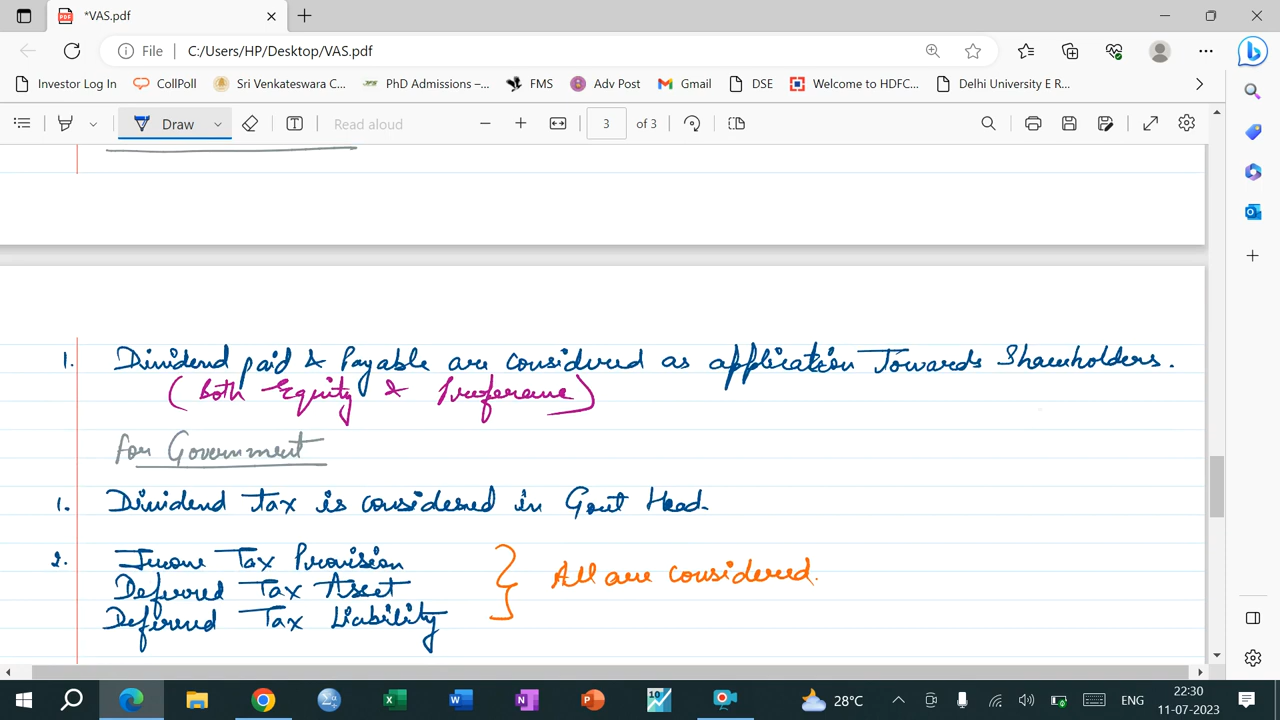 *VAS.pdf
File C:/Users/HP/Desktop/VAS.pdf
Investor Log In CollPoll Sri Venkateswara C... PhD Admissions –... FMS Adv Post Gmail DSE Welcome to HDFC... Delhi University E R...
Draw Read aloud 3 of 3
1. Dividend paid & Payable are considered as application Towards Shareholders.
(Both Equity & Preference)
For Government
1. Dividend tax is considered in Govt Head.
2. Income Tax Provision
Deferred Tax Asset
All are considered.
Deferred Tax Liability
28°C ENG 22:30
11-07-2023